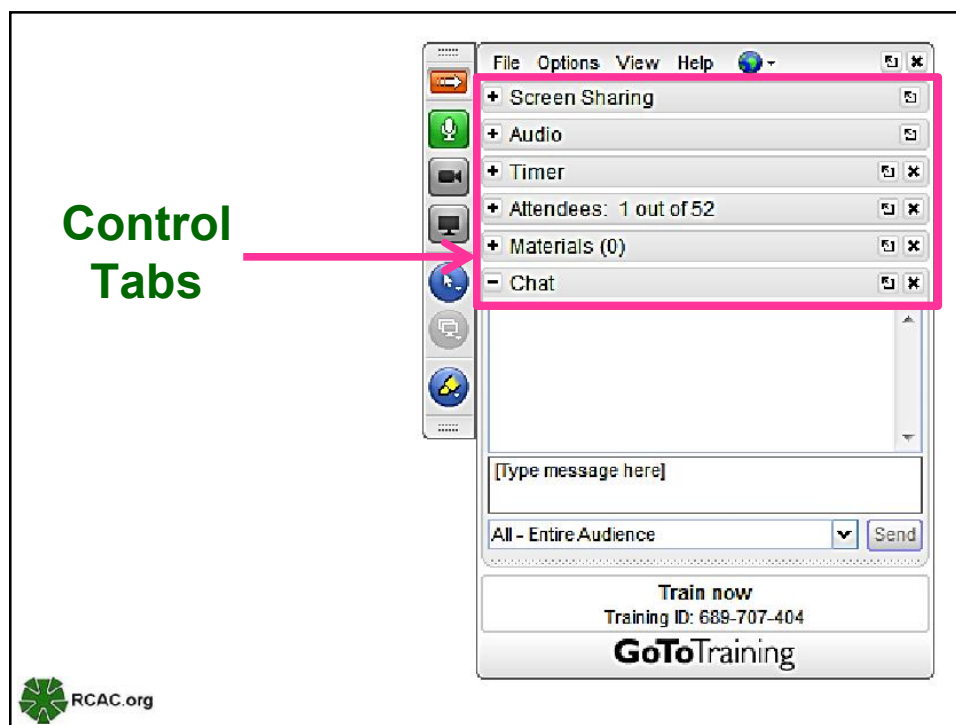 File Options View Help
+ Screen Sharing
+ Audio
+ Timer
+ Attendees: 1 out of 52
+ Materials (0)
- Chat
Control
Tabs
[Type message here]
All - Entire Audience
Send
Train now
Training ID: 689-707-404
GoToTraining
RCAC.org